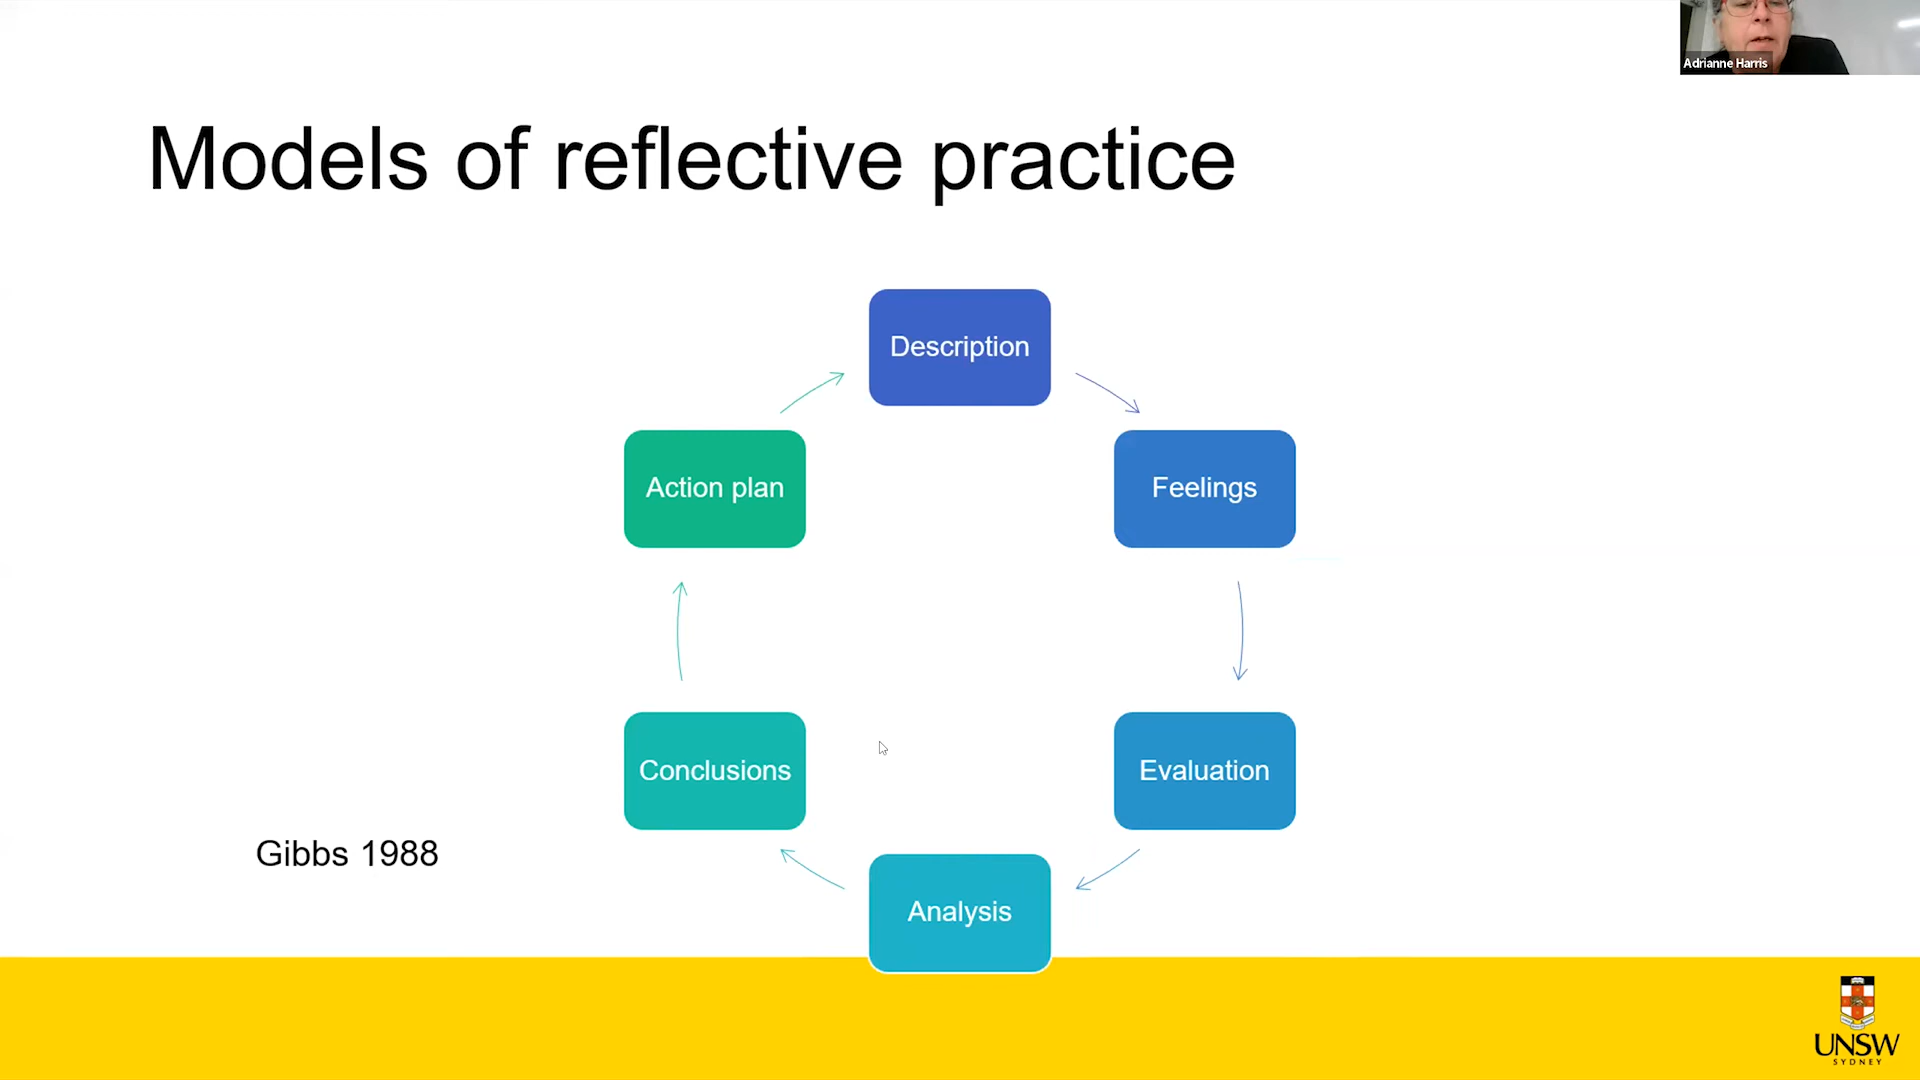 Adrianne Harris
Models of reflective practice
Description
Feelings
Evaluation
Analysis
Conclusions
Action plan
Gibbs 1988
UNSW
SYDNEY